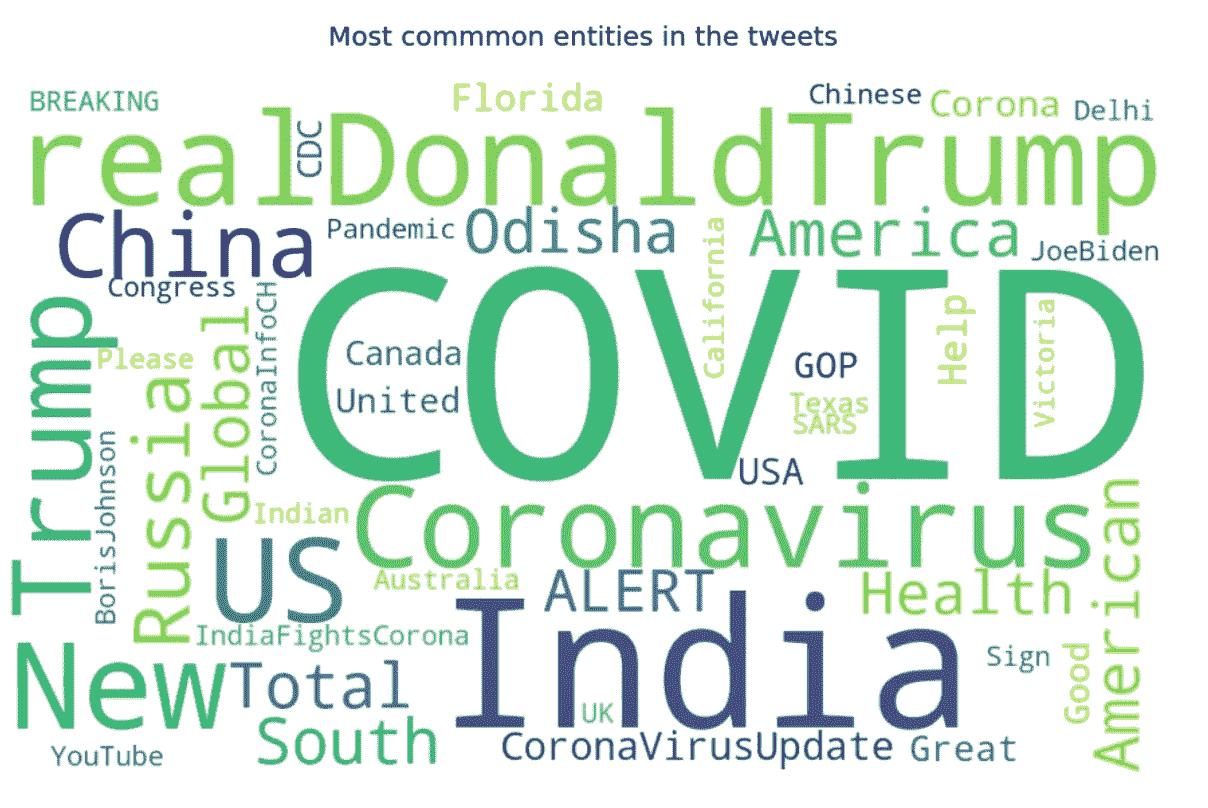 Most commmon entities in the tweets
BREAKING
Florida
Chinese
Corona
Delhi
realDonaldTrump
CDC
China
Pandemic
Odisha
California
America
JoeBiden
Congress
COVID
Trump
Please
Russia
Global
CoronaInfoCH
Canada
United
GOP
Texas
SARS
Help
Victoria
USA
BorisJohnson
Indian
Coronavirus
American
US
Australia
ALERT
Health
IndiaFightsCorona
India
New
Total
UK
Sign
Good
South
YouTube
CoronaVirusUpdate
Great